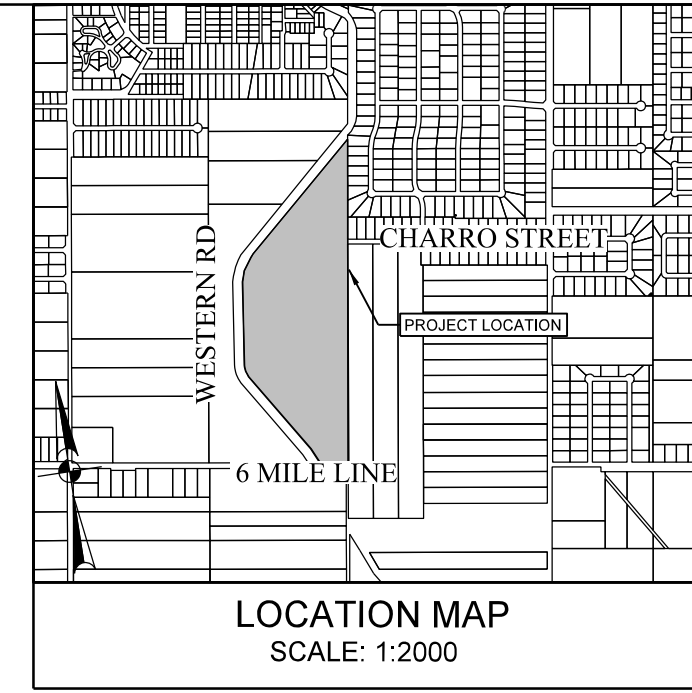 CHARRO STREET
WESTERN RD
PROJECT LOCATION
6 MILE LINE
LOCATION MAP
SCALE: 1:2000